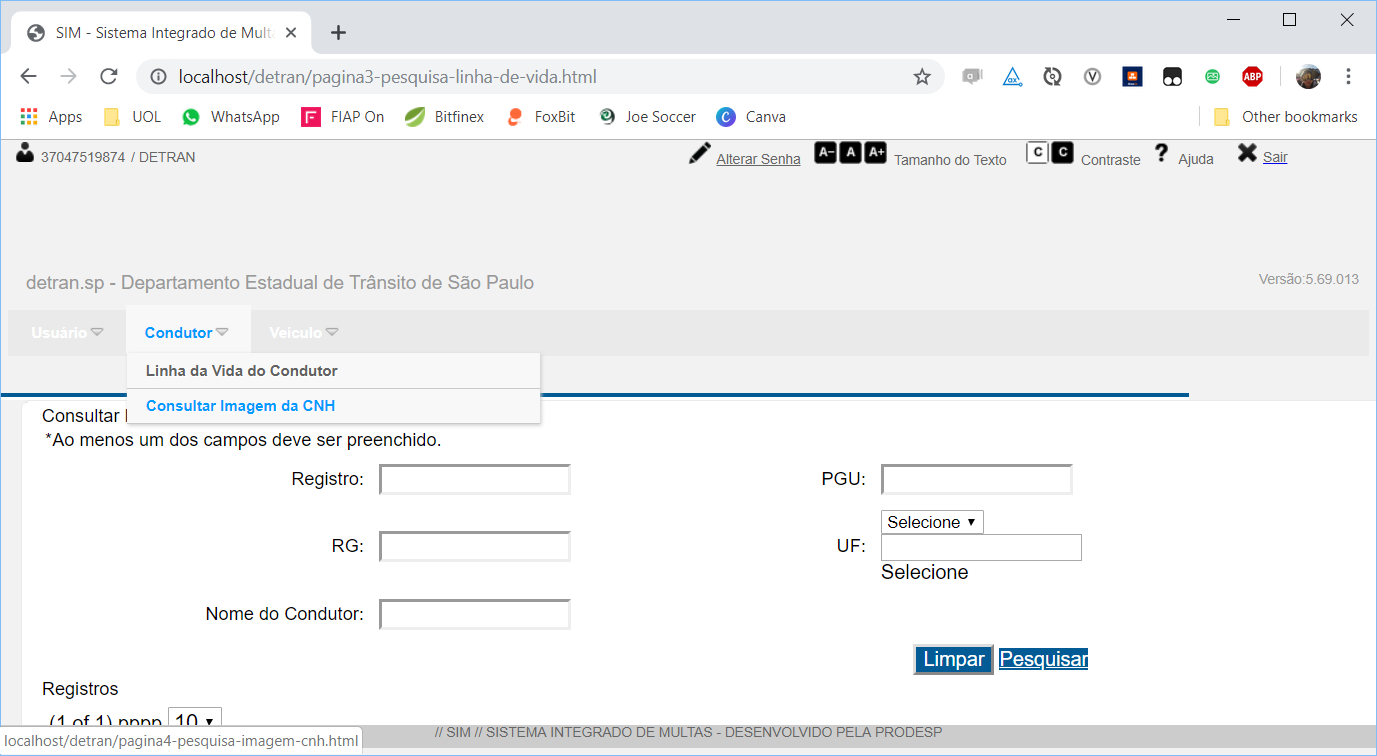 SIM - Sistema Integrado de Mult
localhost/detran/pagina3-pesquisa-linha-de-vida.html
Apps UOL WhatsApp FIAP On Bitfinex FoxBit Joe Soccer Canva Other bookmarks
37047519874 / DETRAN Alterar Senha A- A A+ Tamanho do Texto C C Contraste ? Ajuda Sair
detran.sp - Departamento Estadual de Trânsito de São Paulo Versão:5.69.013
Usuário Condutor Veículo
Linha da Vida do Condutor
Consultar Imagem da CNH
Consultar
*Ao menos um dos campos deve ser preenchido.
Registro: PGU:
Selecione
RG: UF:
Selecione
Nome do Condutor:
Limpar Pesquisar
Registros
(1 of 1) pppp 10
// SIM // SISTEMA INTEGRADO DE MULTAS - DESENVOLVIDO PELA PRODESP
localhost/detran/pagina4-pesquisa-imagem-cnh.html